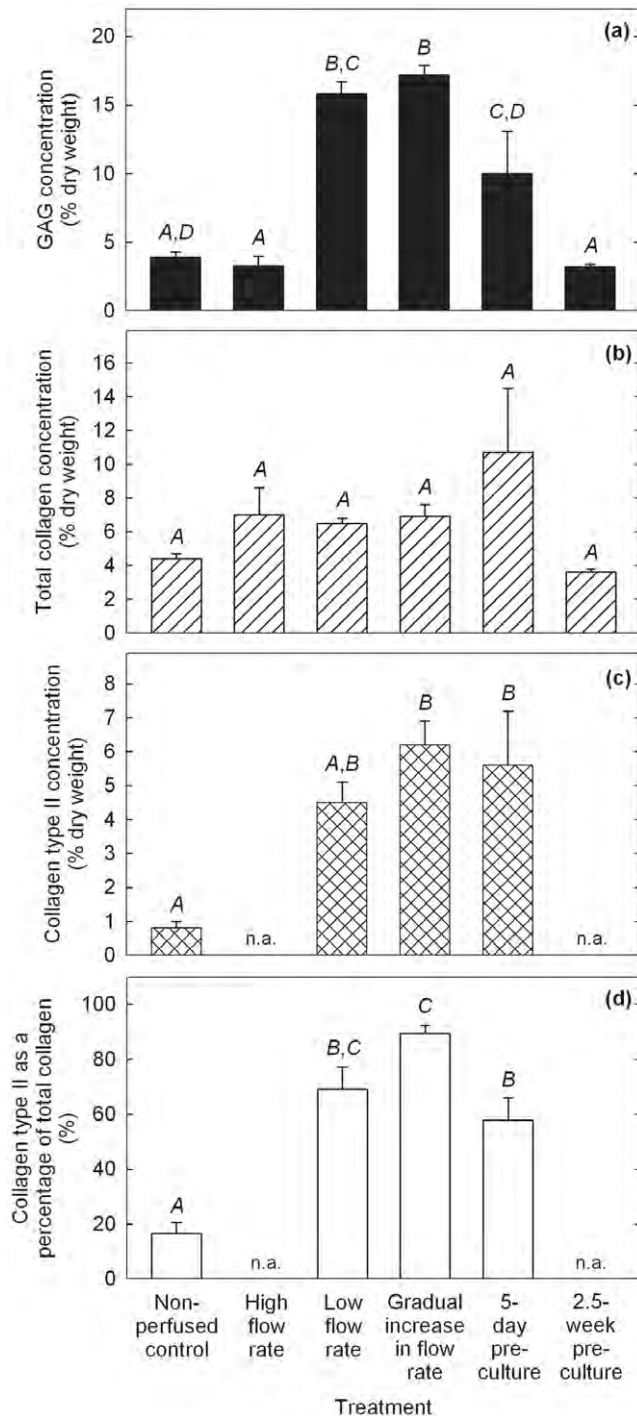 (a)
GAG concentration
(% dry weight)
20
15
10
5
0
A,D
A
B,C
B
C,D
A
(b)
Total collagen concentration
(% dry weight)
16
14
12
10
8
6
4
2
0
A
A
A
A
A
A
(c)
Collagen type II concentration
(% dry weight)
8
7
6
5
4
3
2
1
0
A
n.a.
A,B
B
B
n.a.
(d)
Collagen type II as a
percentage of total collagen
(%)
100
80
60
40
20
0
A
n.a.
B,C
C
B
n.a.
Non-
perfused
control
High
flow
rate
Low
flow
rate
Gradual
increase
in flow
rate
5-
day
pre-
culture
2.5-
week
pre-
culture
Treatment